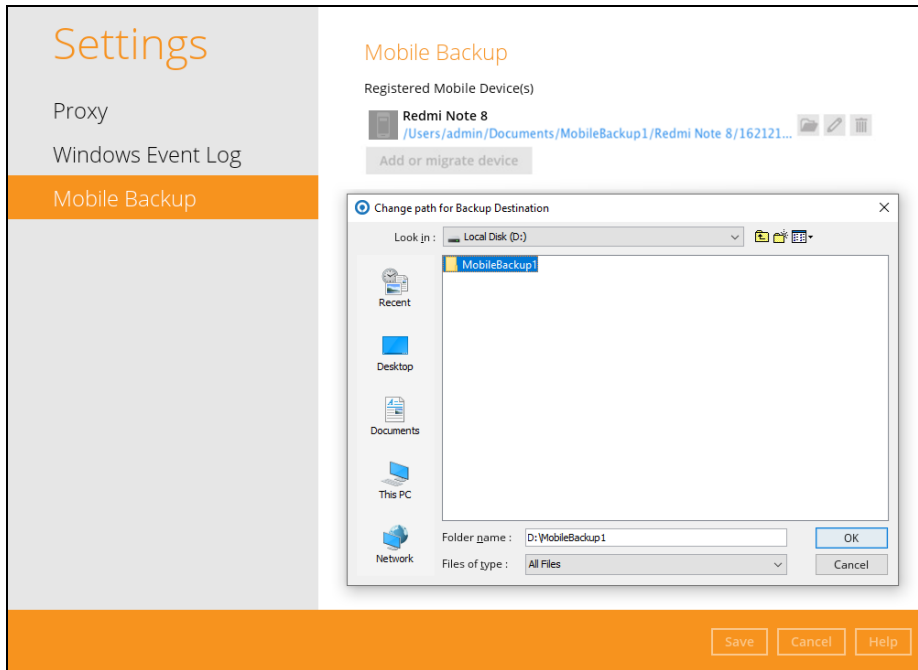 Settings
Proxy
Windows Event Log
Mobile Backup
Mobile Backup
Registered Mobile Device(s)
Redmi Note 8
/Users/admin/Documents/MobileBackup1/Redmi Note 8/162121...
Add or migrate device
Change path for Backup Destination
Look in : Local Disk (D:)
MobileBackup1
Recent
Desktop
Documents
This PC
Network
Folder name : D:\MobileBackup1 OK
Files of type : All Files Cancel
Save Cancel Help